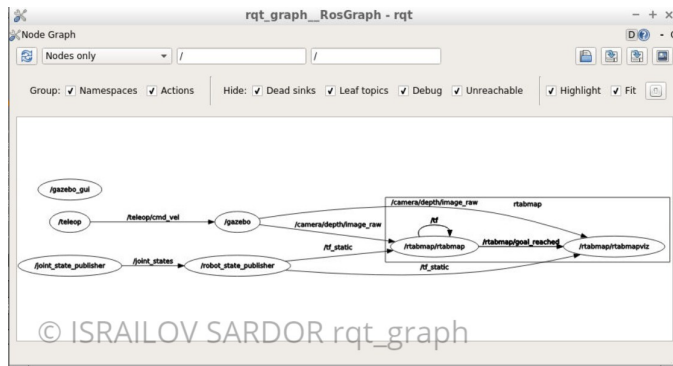 rqt_graph__RosGraph - rqt
Node Graph
D
Nodes only / /
Group: Namespaces Actions Hide: Dead sinks Leaf topics Debug Unreachable Highlight Fit
/camera/depth/image_raw rtabmap
/gazebo_gui
/teleop /teleop/cmd_vel /gazebo /camera/depth/image_raw /tf
/rtabmap/rtabmap /rtabmap/goal_reached /rtabmap/rtabmapviz
/joint_state_publisher /joint_states /robot_state_publisher /tf_static
/tf_static
© ISRAILOV SARDOR rqt_graph